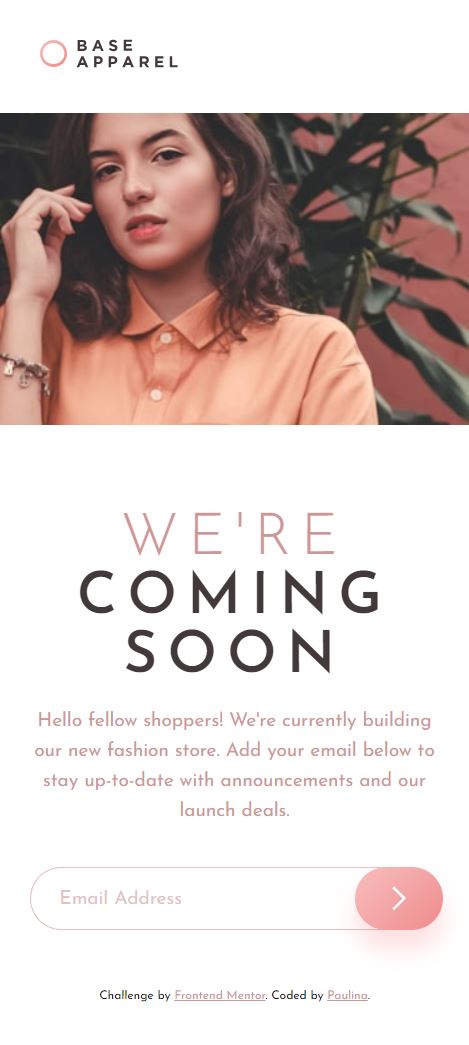 BASE
APPAREL
WE'RE
COMING
SOON
Hello fellow shoppers! We're currently building
our new fashion store. Add your email below to
stay up-to-date with announcements and our
launch deals.
Email Address
Challenge by Frontend Mentor. Coded by Paulina.